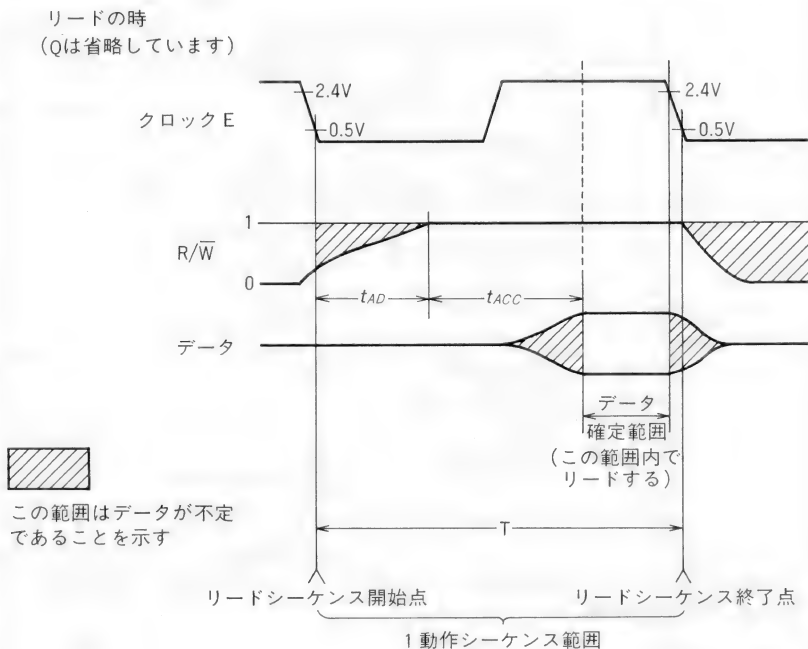 リードの時
(Qは省略しています)
クロックE
2.4V
0.5V
2.4V
0.5V
R/W̅
1
0
tAD
tACC
データ
データ
確定範囲
(この範囲内で
リードする)
この範囲はデータが不定
であることを示す
T
リードシーケンス開始点
リードシーケンス終了点
1動作シーケンス範囲